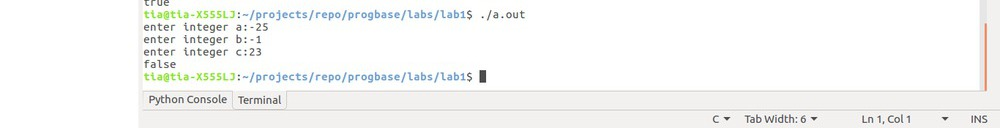 true
tia@tia-X555LJ:~/projects/repo/progbase/labs/lab1$ ./a.out
enter integer a:-25
enter integer b:-1
enter integer c:23
false
tia@tia-X555LJ:~/projects/repo/progbase/labs/lab1$
Python Console Terminal
C Tab Width: 6 Ln 1, Col 1 INS